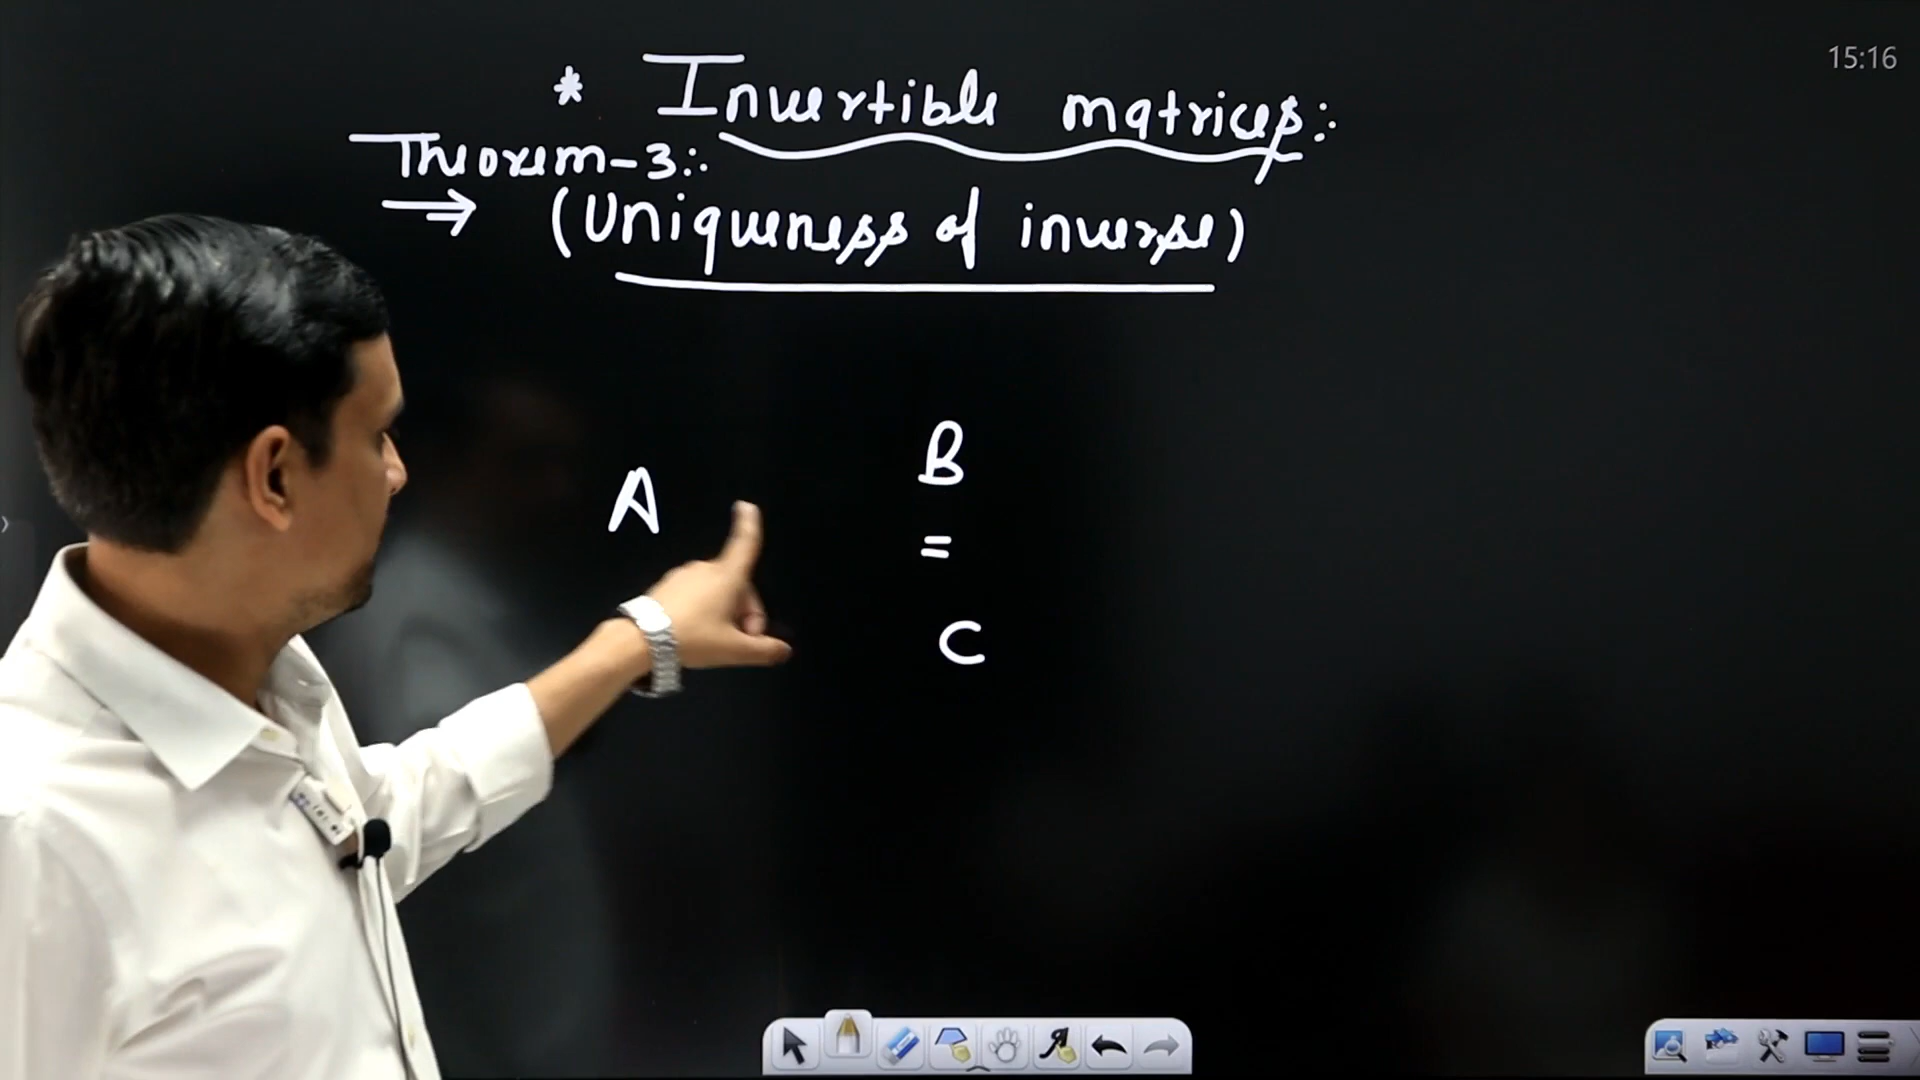 15:16
* Invertible matrices:-
Theorem-3:-
⇒ (Uniqueness of inverse)
A
B
=
C